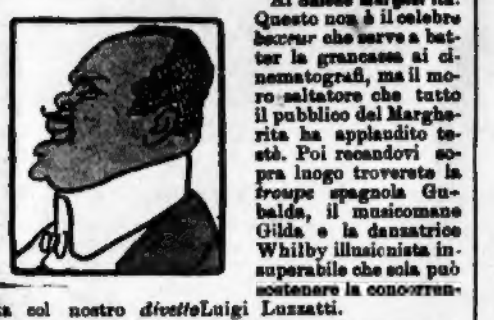 Questo non è il celebre
boxeur che serve a bat-
ter la grancassa ai ci-
nematografi, ma il mo-
ro saltatore che tutto
il pubblico del Marghe-
rita ha applaudito te-
stè. Poi recandovi so-
pra luogo troverete la
troupe spagnola Gu-
balda, il musicomane
Gilda e la danzatrice
Whilby illusionista in-
superabile che sola può
sostenere la concorren-
za col nostro divetto Luigi Luzzatti.